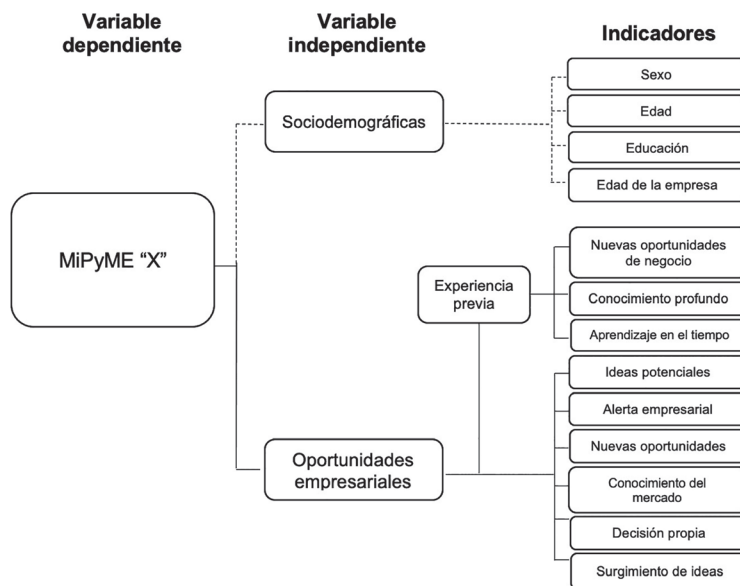 Variable
dependiente
Variable
independiente
Indicadores
Sociodemográficas
Sexo
Edad
Educación
Edad de la empresa
MiPyME “X”
Experiencia
previa
Nuevas oportunidades
de negocio
Conocimiento profundo
Aprendizaje en el tiempo
Oportunidades
empresariales
Ideas potenciales
Alerta empresarial
Nuevas oportunidades
Conocimiento del
mercado
Decisión propia
Surgimiento de ideas